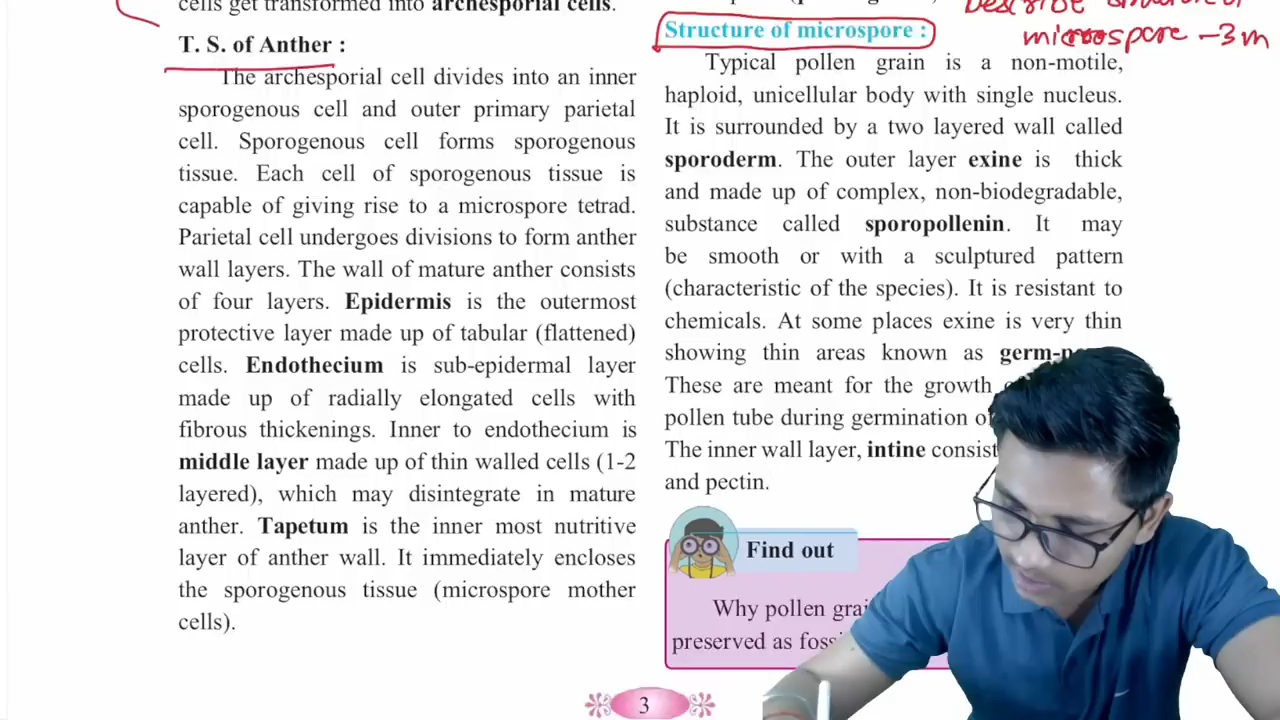 cells get transformed into archesporial cells.
T. S. of Anther :
The archesporial cell divides into an inner
sporogenous cell and outer primary parietal
cell. Sporogenous cell forms sporogenous
tissue. Each cell of sporogenous tissue is
capable of giving rise to a microspore tetrad.
Parietal cell undergoes divisions to form anther
wall layers. The wall of mature anther consists
of four layers. Epidermis is the outermost
protective layer made up of tabular (flattened)
cells. Endothecium is sub-epidermal layer
made up of radially elongated cells with
fibrous thickenings. Inner to endothecium is
middle layer made up of thin walled cells (1-2
layered), which may disintegrate in mature
anther. Tapetum is the inner most nutritive
layer of anther wall. It immediately encloses
the sporogenous tissue (microspore mother
cells).
Describe
microspore - 3m
Structure of microspore :
Typical pollen grain is a non-motile,
haploid, unicellular body with single nucleus.
It is surrounded by a two layered wall called
sporoderm. The outer layer exine is thick
and made up of complex, non-biodegradable,
substance called sporopollenin. It may
be smooth or with a sculptured pattern
(characteristic of the species). It is resistant to
chemicals. At some places exine is very thin
showing thin areas known as
These are meant for the growth
pollen tube during germination
The inner wall layer, intine
and pectin.
Find out
Why pollen
preserved as
3